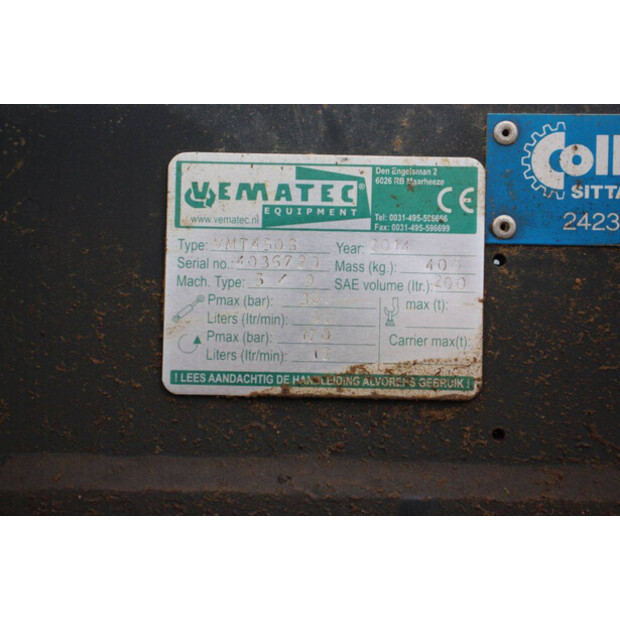 VEMATEC
EQUIPMENT
www.vematec.nl
Den Engelsman 2
6026 RB Maarheeze
Tel: 0031-495-
Fax: 0031-495-596699
CE
Type:
Year: 2014
Serial no.:
Mass (kg.): 400
Mach. Type:
SAE volume (ltr.): 200
Pmax (bar):
Liters (ltr/min):
max (t):
Pmax (bar):
Liters (ltr/min):
Carrier max(t):
! LEES AANDACHTIG DE HANDLEIDING ALVORENS GEBRUIK !
Coll
SITTA
2423